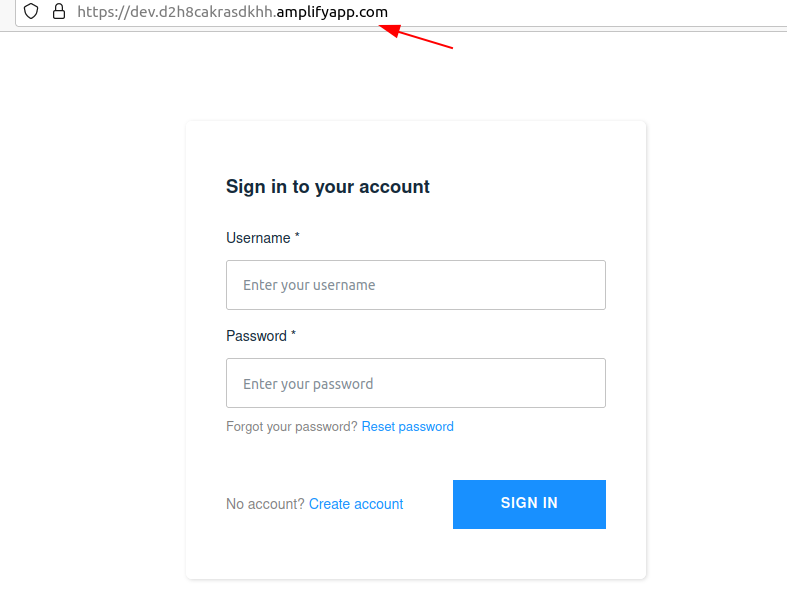 https://dev.d2h8cakrasdkhh.amplifyapp.com
Sign in to your account
Username *
Enter your username
Password *
Enter your password
Forgot your password? Reset password
No account? Create account
SIGN IN